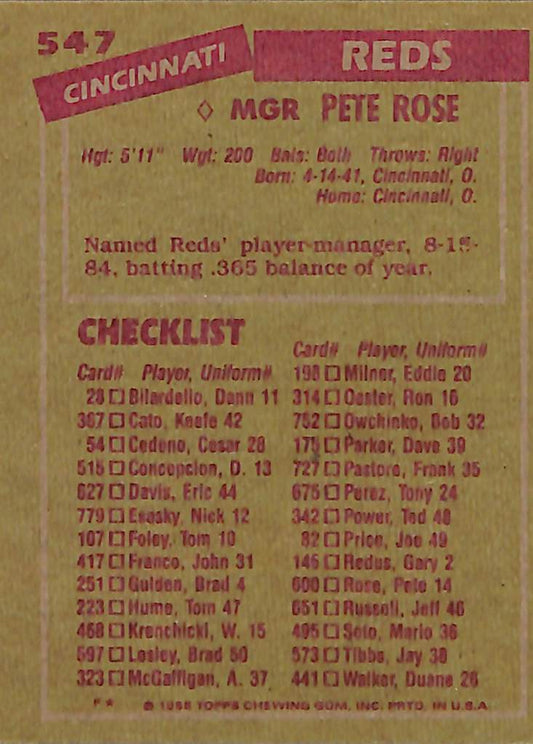 547
CINCINNATI REDS
◇ MGR PETE ROSE
Hgt: 5'11" Wgt: 200 Bats: Both Throws: Right
Born: 4-14-41, Cincinnati, O.
Home: Cincinnati, O.
Named Reds' player-manager, 8-15-
84, batting .365 balance of year.
CHECKLIST
Card# Player, Uniform#
28 ☐ Bilardello, Dann 11
367 ☐ Cato, Keefe 42
54 ☐ Cedeno, Cesar 28
515 ☐ Concepcion, D. 13
627 ☐ Davis, Eric 44
779 ☐ Esasky, Nick 12
107 ☐ Foley, Tom 10
417 ☐ Franco, John 31
251 ☐ Gulden, Brad 4
223 ☐ Hume, Tom 47
468 ☐ Krenchicki, W. 15
597 ☐ Lesley, Brad 50
323 ☐ McGaffigan, A. 37
Card# Player, Uniform#
198 ☐ Milner, Eddie 20
314 ☐ Oester, Ron 16
752 ☐ Owchinko, Bob 32
175 ☐ Parker, Dave 39
727 ☐ Pastore, Frank 35
675 ☐ Perez, Tony 24
342 ☐ Power, Ted 48
82 ☐ Price, Joe 49
146 ☐ Redus, Gary 2
600 ☐ Rose, Pete 14
651 ☐ Russell, Jeff 46
495 ☐ Soto, Mario 36
573 ☐ Tibbs, Jay 38
441 ☐ Walker, Duane 26
F* © 1985 TOPPS CHEWING GUM, INC. PRTD. IN U.S.A.